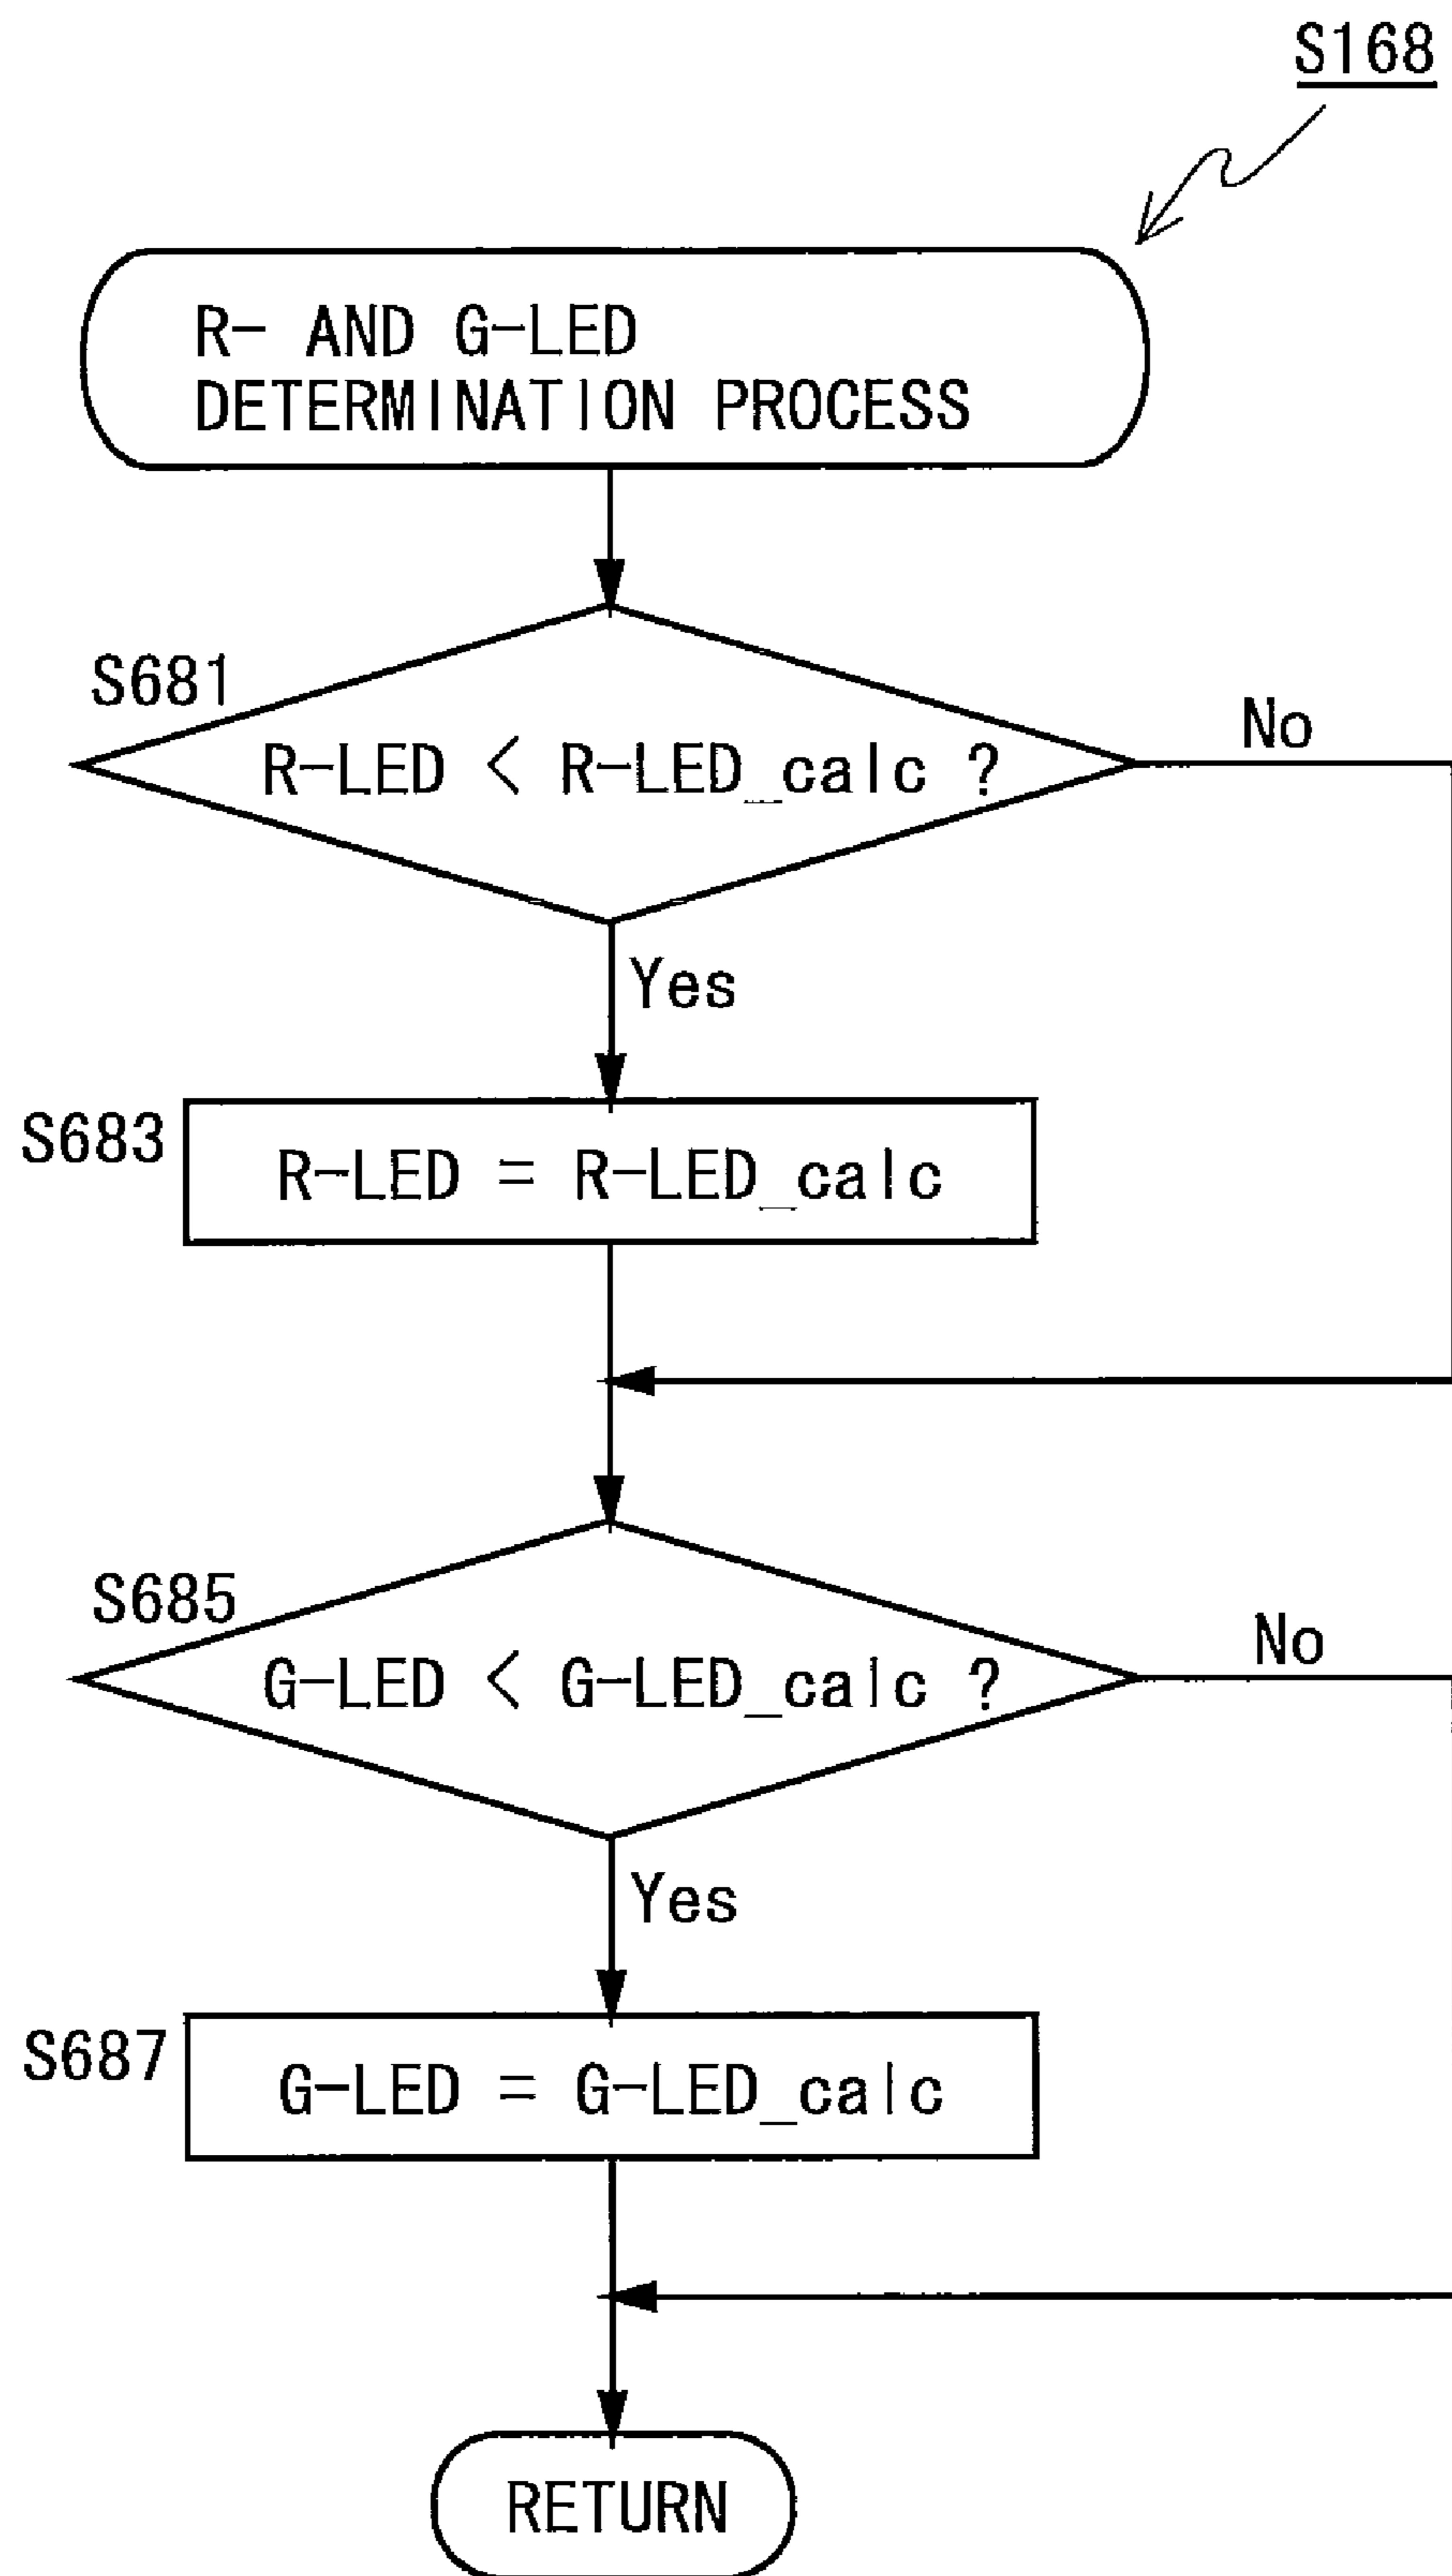 S168
R- AND G-LED
DETERMINATION PROCESS
S681
R-LED < R-LED_calc ?
No
Yes
S683
R-LED = R-LED_calc
S685
G-LED < G-LED_calc ?
No
Yes
S687
G-LED = G-LED_calc
RETURN